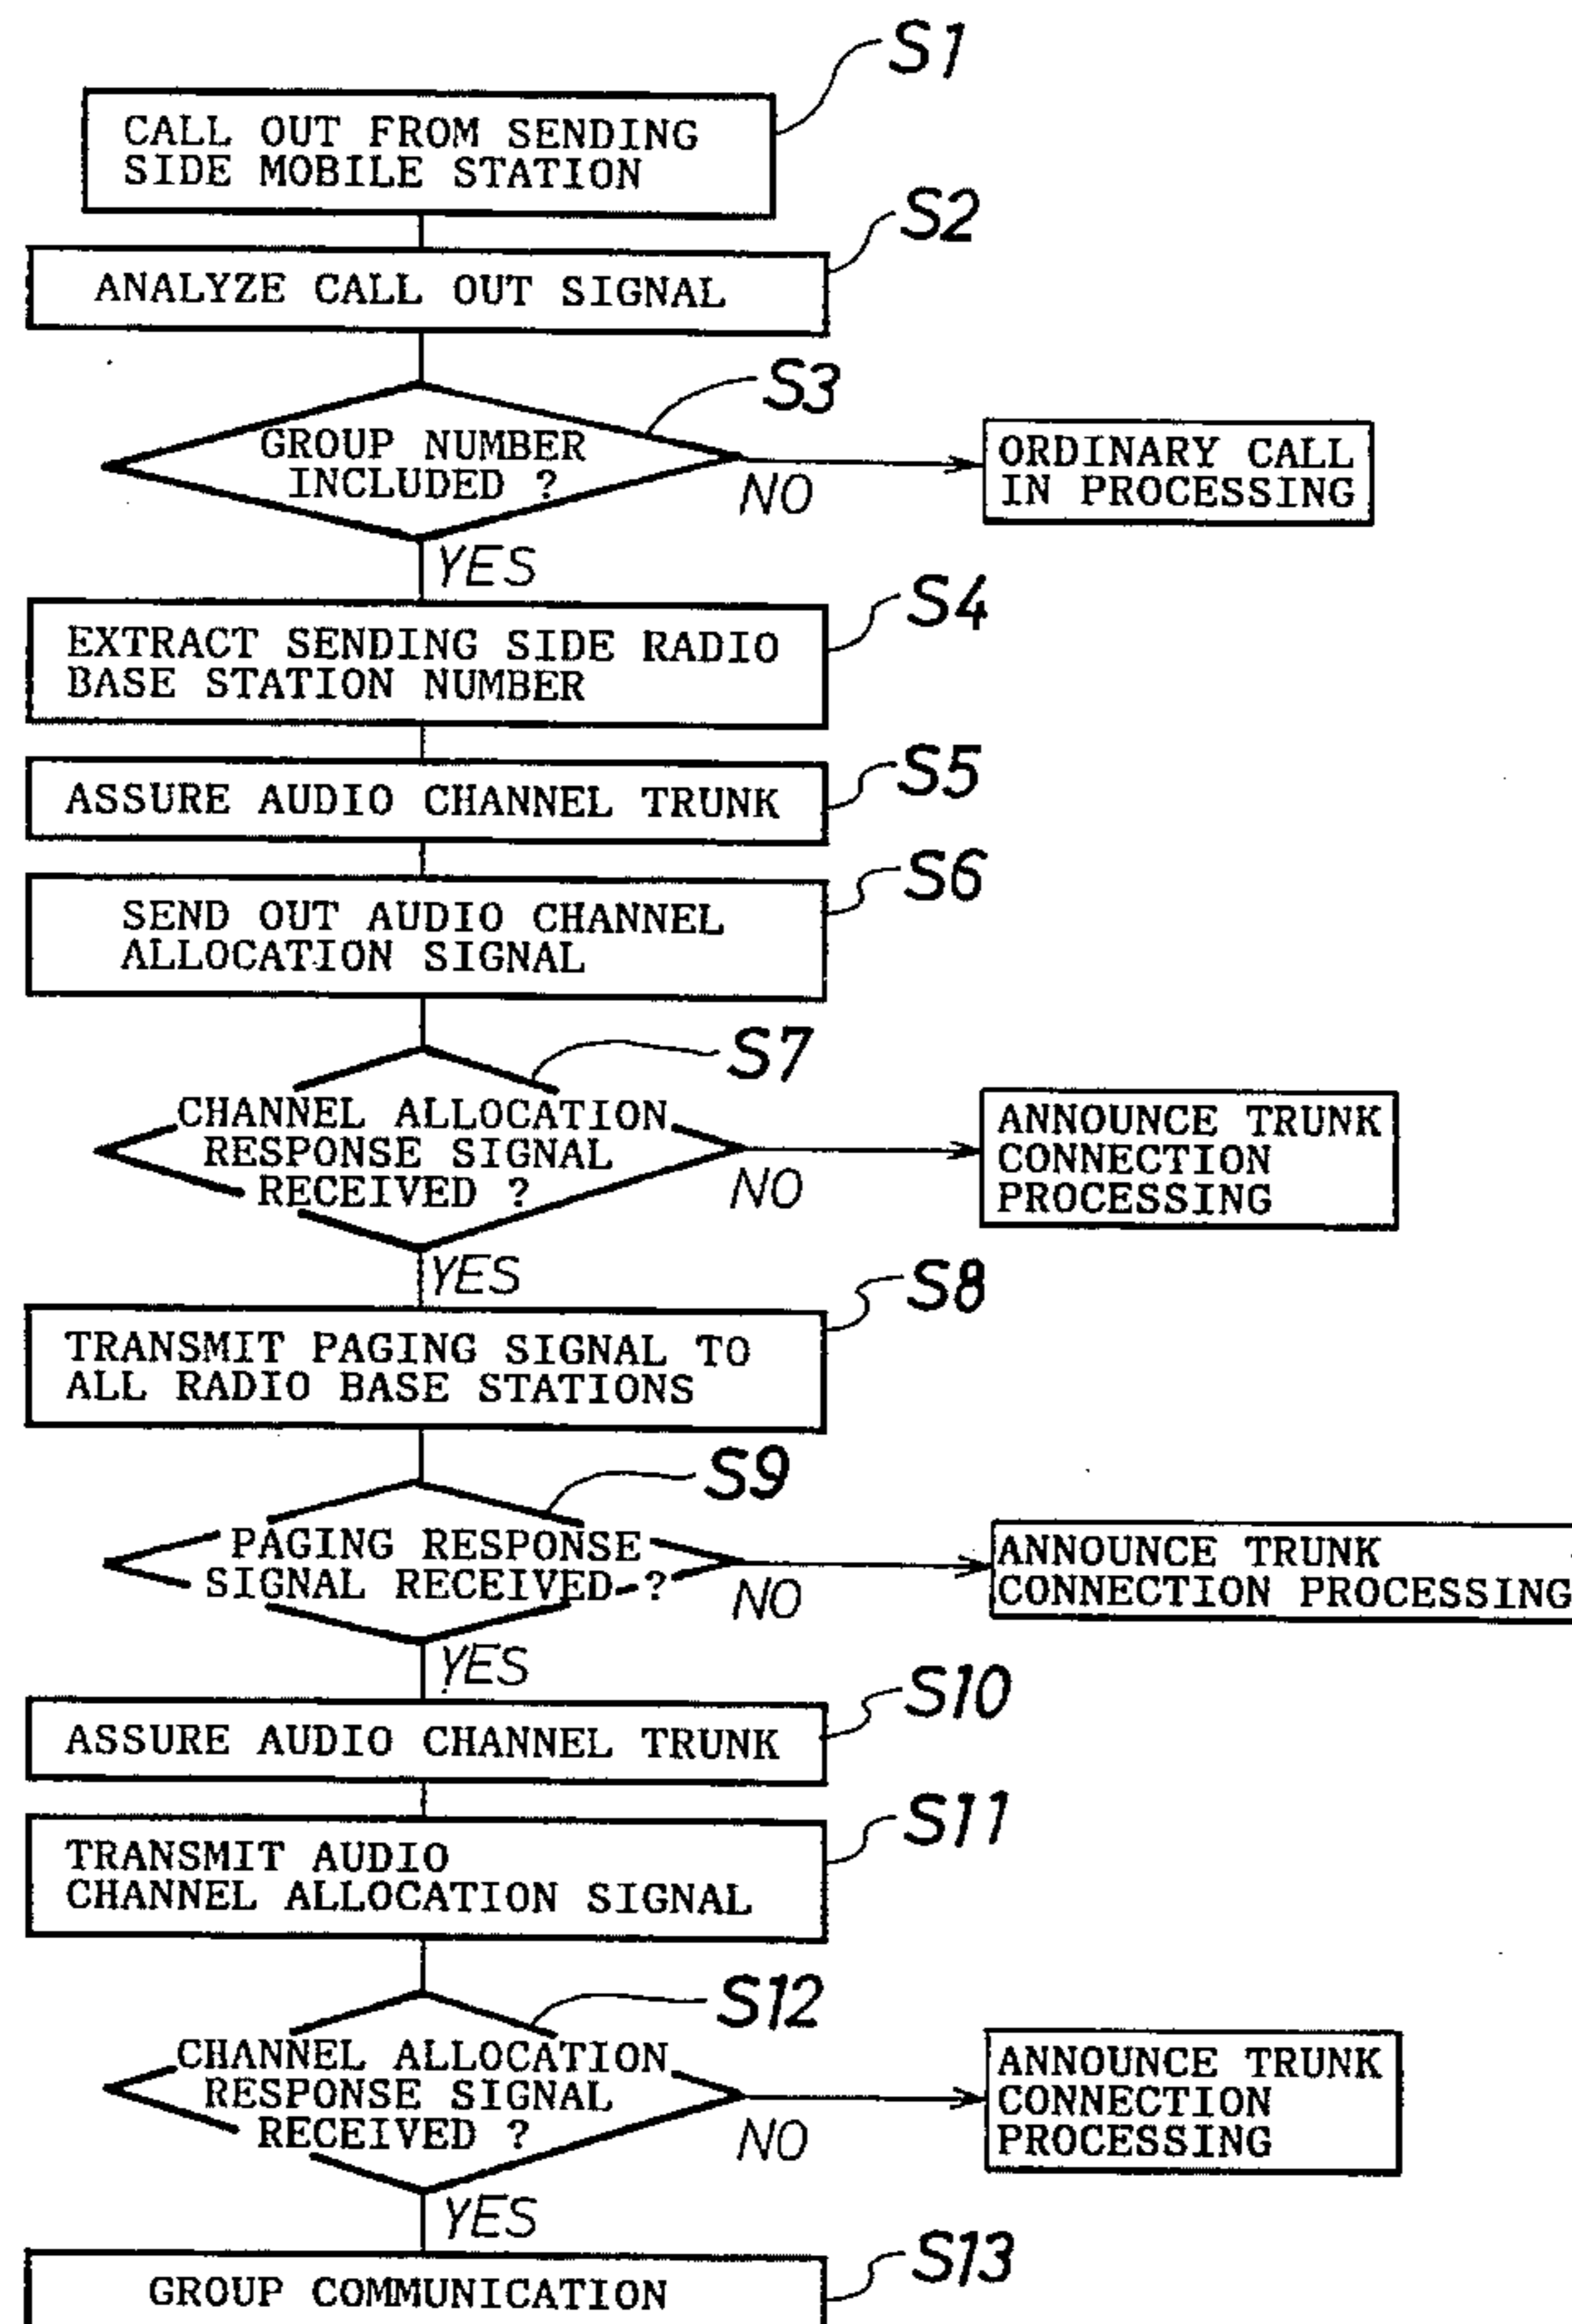 S1
CALL OUT FROM SENDING
SIDE MOBILE STATION
S2
ANALYZE CALL OUT SIGNAL
S3
GROUP NUMBER
INCLUDED ?
NO
ORDINARY CALL
IN PROCESSING
YES
S4
EXTRACT SENDING SIDE RADIO
BASE STATION NUMBER
S5
ASSURE AUDIO CHANNEL TRUNK
S6
SEND OUT AUDIO CHANNEL
ALLOCATION SIGNAL
S7
CHANNEL ALLOCATION
RESPONSE SIGNAL
RECEIVED ?
NO
ANNOUNCE TRUNK
CONNECTION
PROCESSING
YES
S8
TRANSMIT PAGING SIGNAL TO
ALL RADIO BASE STATIONS
S9
PAGING RESPONSE
SIGNAL RECEIVED ?
NO
ANNOUNCE TRUNK
CONNECTION PROCESSING
YES
S10
ASSURE AUDIO CHANNEL TRUNK
S11
TRANSMIT AUDIO
CHANNEL ALLOCATION SIGNAL
S12
CHANNEL ALLOCATION
RESPONSE SIGNAL
RECEIVED ?
NO
ANNOUNCE TRUNK
CONNECTION
PROCESSING
YES
S13
GROUP COMMUNICATION